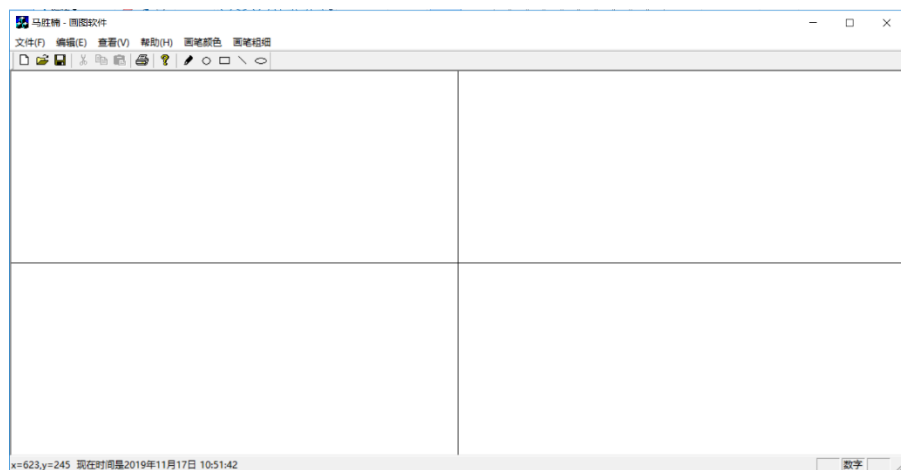 马胜楠 - 画图软件
文件(F) 编辑(E) 查看(V) 帮助(H) 画笔颜色 画笔粗细
x=623,y=245 现在时间是2019年11月17日 10:51:42
数字